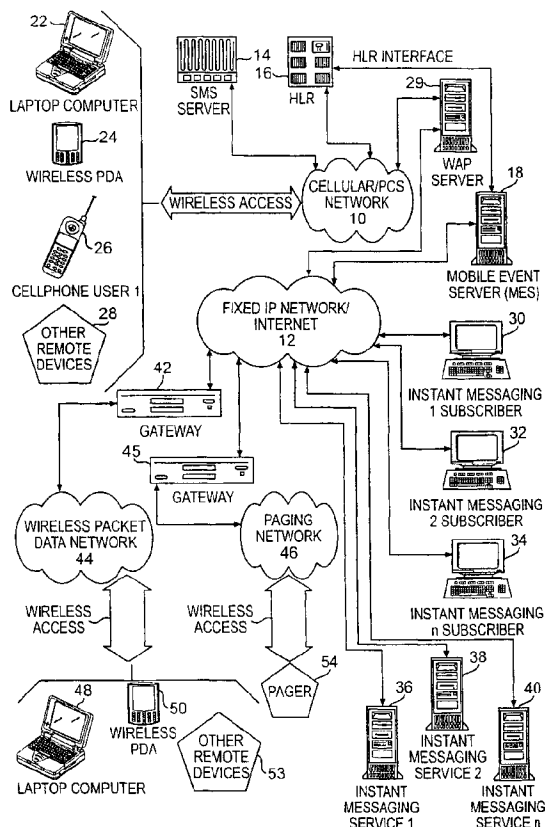 22
LAPTOP COMPUTER
24
WIRELESS PDA
26
CELLPHONE USER 1
28
OTHER
REMOTE
DEVICES
14
SMS
SERVER
16
HLR
HLR INTERFACE
29
WAP
SERVER
18
MOBILE EVENT
SERVER (MES)
WIRELESS ACCESS
CELLULAR/PCS
NETWORK
10
FIXED IP NETWORK/
INTERNET
12
30
INSTANT MESSAGING
1 SUBSCRIBER
32
INSTANT MESSAGING
2 SUBSCRIBER
34
INSTANT MESSAGING
n SUBSCRIBER
42
GATEWAY
45
GATEWAY
WIRELESS PACKET
DATA NETWORK
44
PAGING
NETWORK
46
WIRELESS
ACCESS
WIRELESS
ACCESS
54
PAGER
48
LAPTOP COMPUTER
50
WIRELESS
PDA
OTHER
REMOTE
DEVICES
53
36
INSTANT
MESSAGING
SERVICE 1
38
INSTANT
MESSAGING
SERVICE 2
40
INSTANT
MESSAGING
SERVICE n